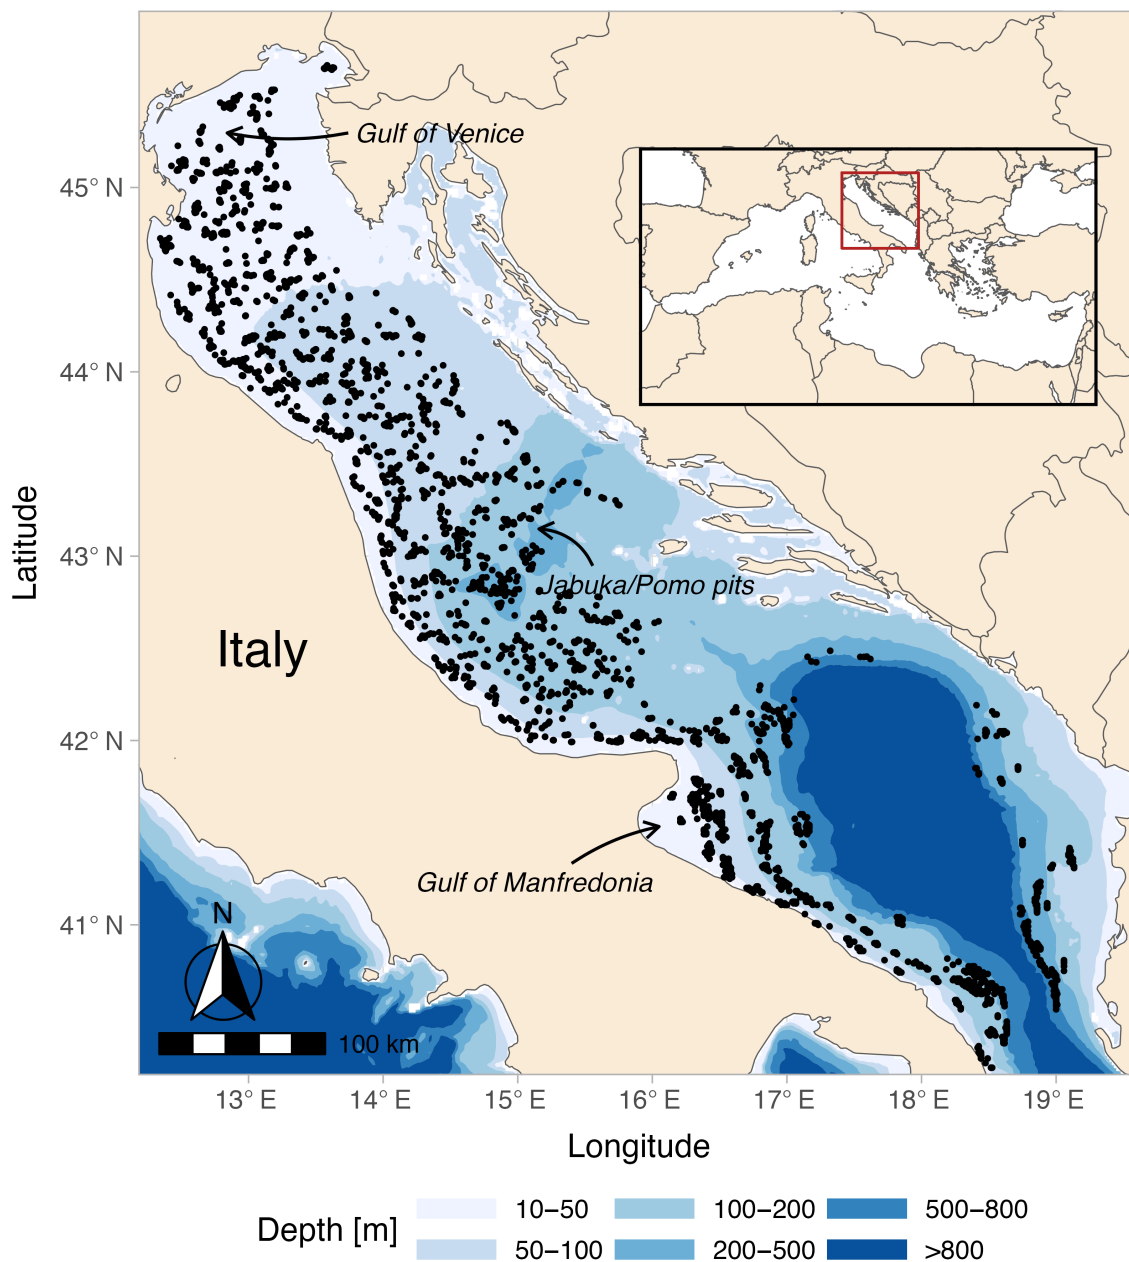 Gulf of Venice
45° N
44° N
43° N
42° N
41° N
Latitude
Jabuka/Pomo pits
Italy
Gulf of Manfredonia
N
100 km
13° E
14° E
15° E
16° E
17° E
18° E
19° E
Longitude
Depth [m]
10–50
50–100
100–200
200–500
500–800
>800